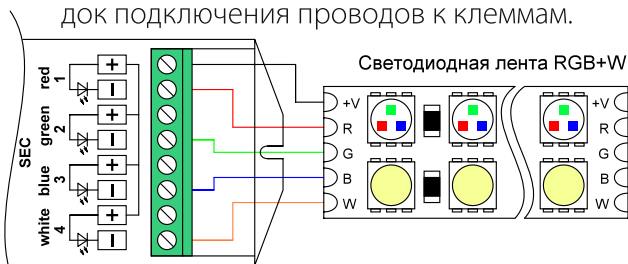 док подключения проводов к клеммам.
Светодиодная лента RGB+W
SEC
red
1
+
−
green
2
+
−
blue
3
+
−
white
4
+
−
+V
R
G
B
W
+V
R
G
B
W